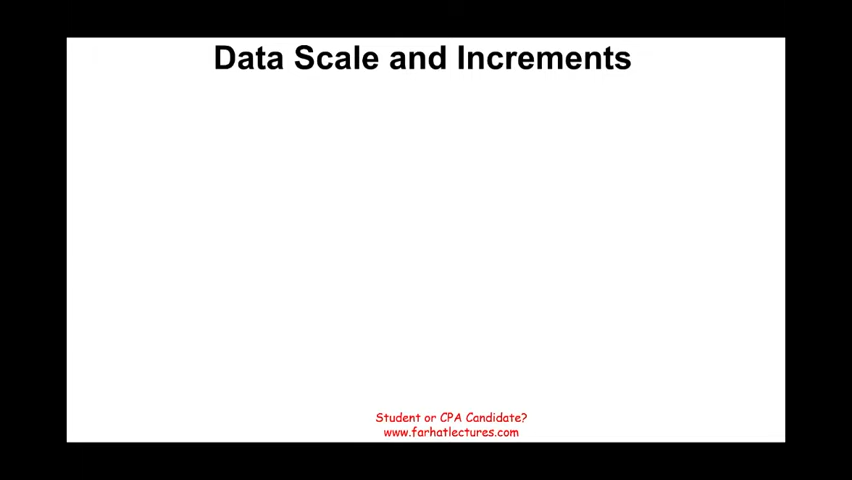 Data Scale and Increments
Student or CPA Candidate?
www.farhatlectures.com